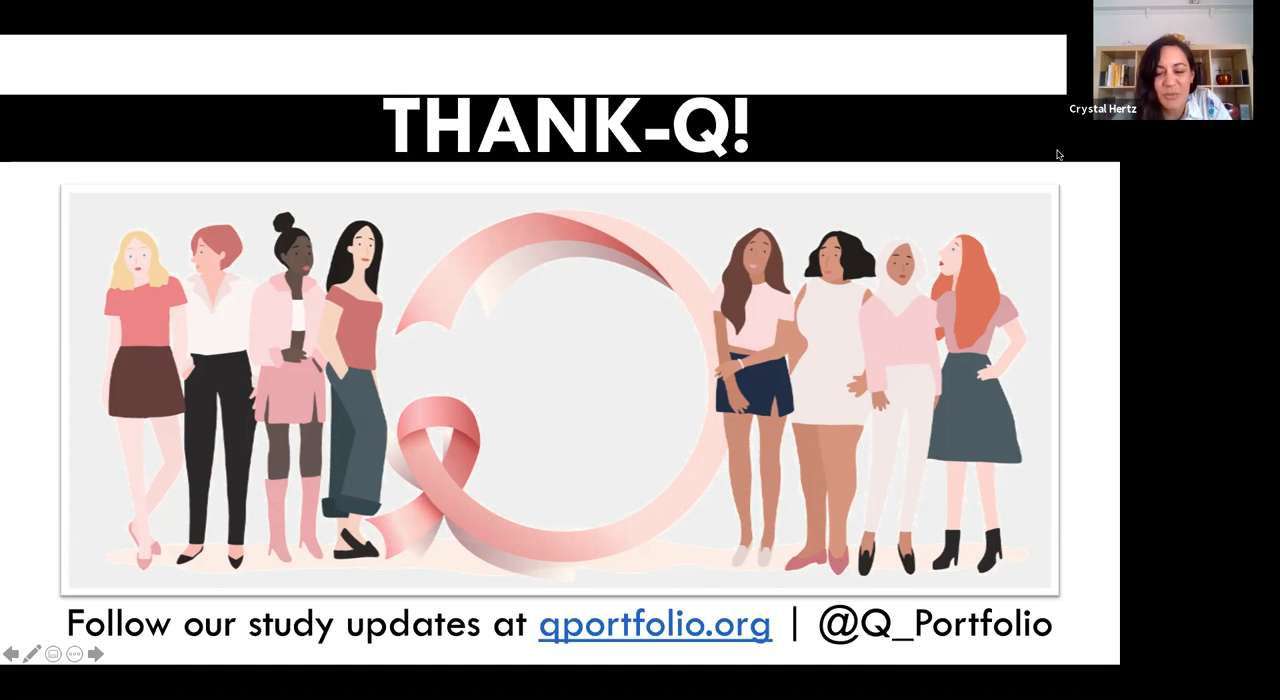 THANK-Q!
Crystal Hertz
Follow our study updates at qportfolio.org | @Q_Portfolio